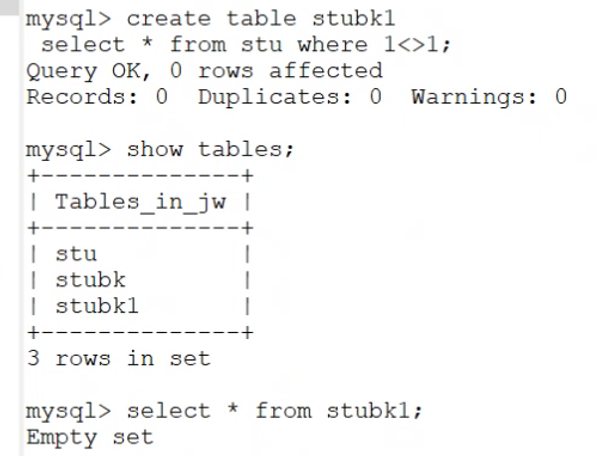 mysql> create table stubk1
select * from stu where 1<>1;
Query OK, 0 rows affected
Records: 0  Duplicates: 0  Warnings: 0
mysql> show tables;
+--------------+
| Tables_in_jw |
+--------------+
| stu          |
| stubk        |
| stubk1       |
+--------------+
3 rows in set
mysql> select * from stubk1;
Empty set